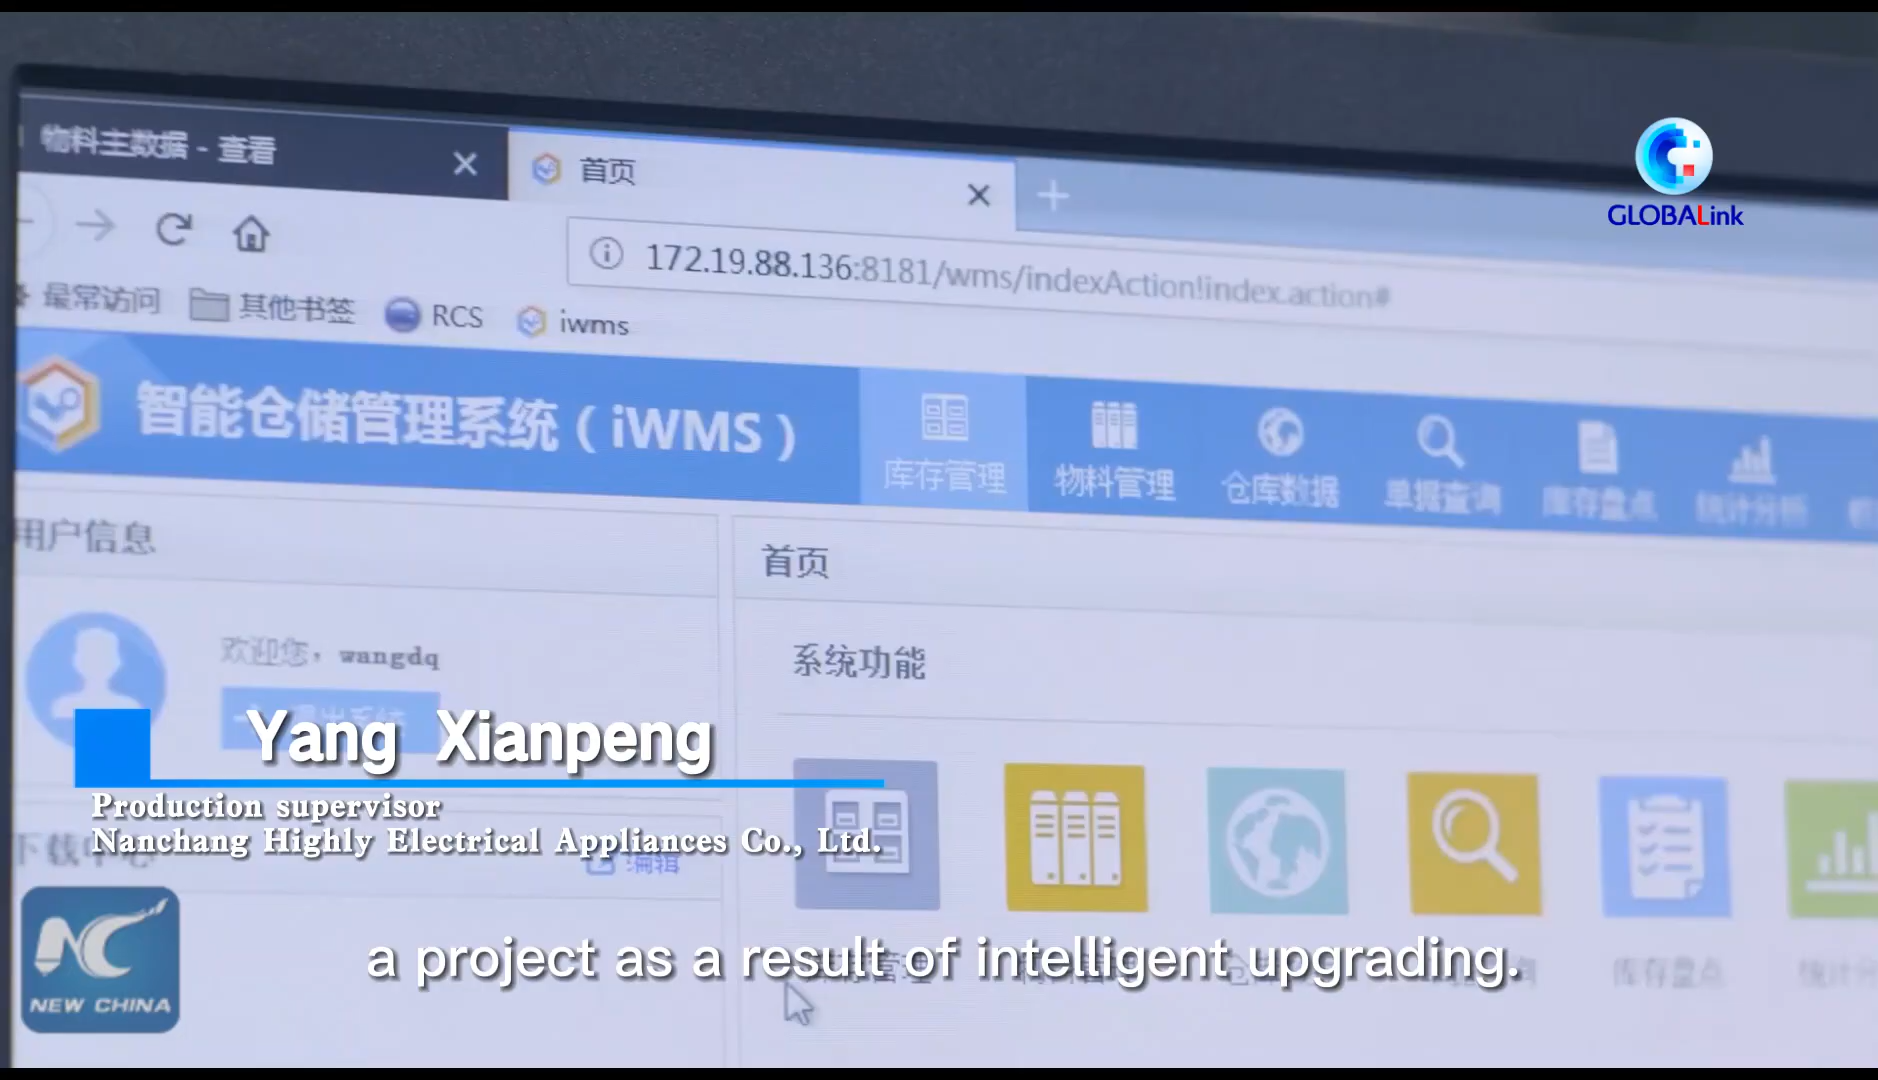 物料主数据 - 查看
首页
GLOBALink
172.19.88.136:8181/wms/indexAction!index.action#
最常访问 其他书签 RCS iwms
智能仓储管理系统（iWMS）
库存管理 物料管理 仓库数据 单据查询 库存盘点 统计分析
用户信息
首页
欢迎您，wangdq
系统功能
Yang Xianpeng
Production supervisor
Nanchang Highly Electrical Appliances Co., Ltd.
编辑
a project as a result of intelligent upgrading.
库存盘点
NEW CHINA